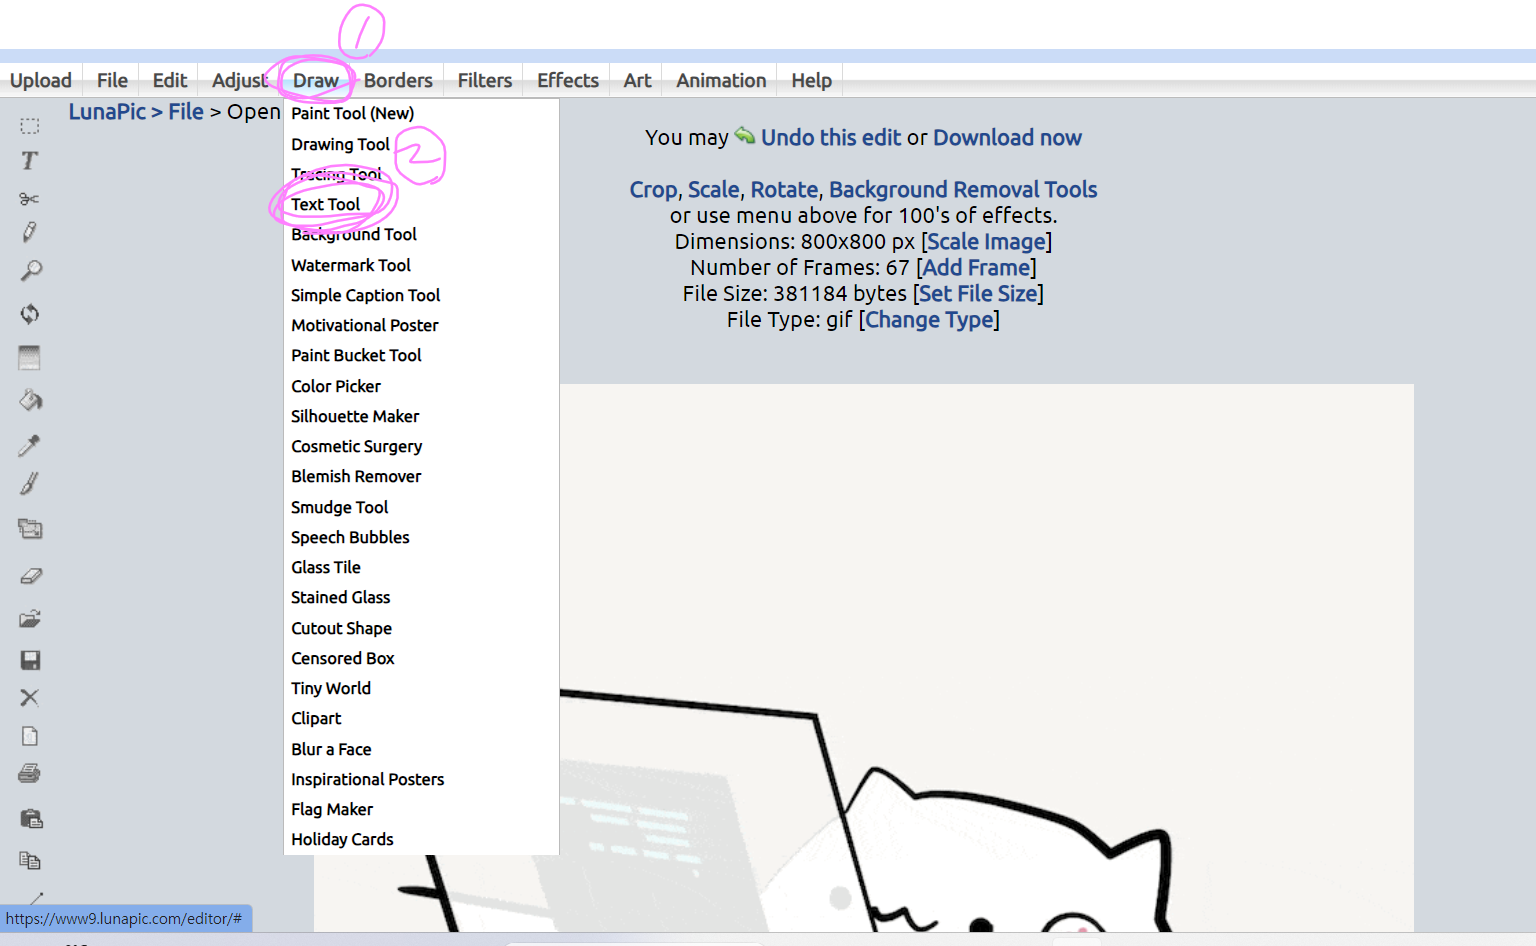 1
Upload File Edit Adjust Draw Borders Filters Effects Art Animation Help
LunaPic > File > Open
Paint Tool (New)
Drawing Tool
2
Tracing Tool
Text Tool
Background Tool
Watermark Tool
Simple Caption Tool
Motivational Poster
Paint Bucket Tool
Color Picker
Silhouette Maker
Cosmetic Surgery
Blemish Remover
Smudge Tool
Speech Bubbles
Glass Tile
Stained Glass
Cutout Shape
Censored Box
Tiny World
Clipart
Blur a Face
Inspirational Posters
Flag Maker
Holiday Cards
You may Undo this edit or Download now
Crop, Scale, Rotate, Background Removal Tools
or use menu above for 100's of effects.
Dimensions: 800x800 px [Scale Image]
Number of Frames: 67 [Add Frame]
File Size: 381184 bytes [Set File Size]
File Type: gif [Change Type]
T
https://www9.lunapic.com/editor/#